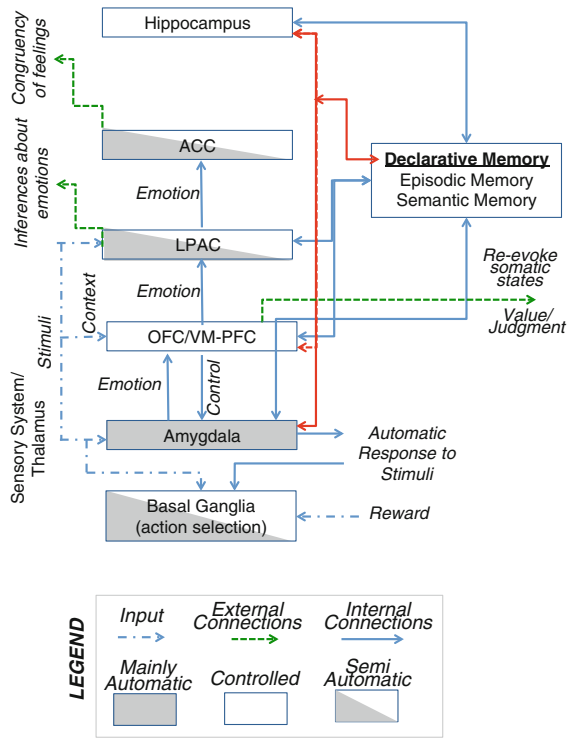 Hippocampus
Congruency
of feelings
ACC
Declarative Memory
Episodic Memory
Semantic Memory
Emotion
Inferences about
emotions
LPAC
Re-evoke
somatic
states
Emotion
Context
Stimuli
Value/
Judgment
OFC/VM-PFC
Emotion
Control
Sensory System/
Thalamus
Amygdala
Automatic
Response to
Stimuli
Basal Ganglia
(action selection)
Reward
LEGEND
Input
External
Connections
Internal
Connections
Mainly
Automatic
Controlled
Semi
Automatic